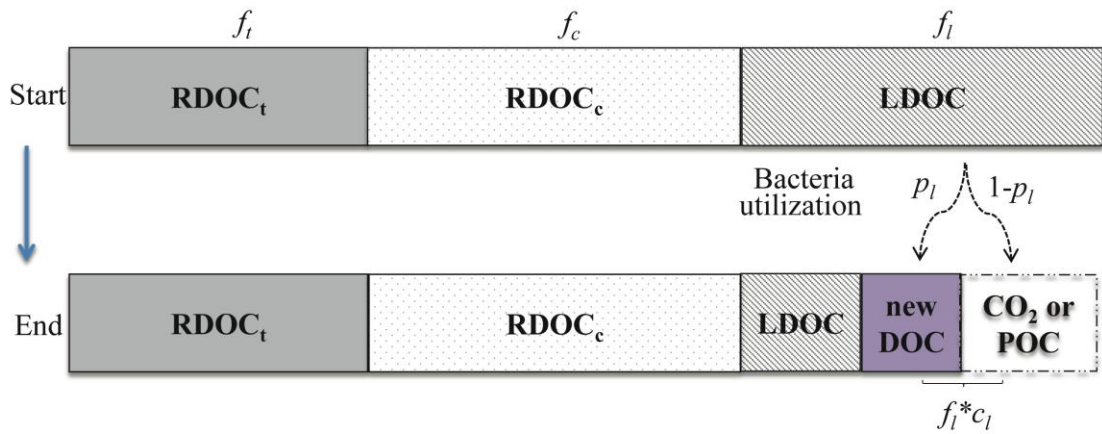 f_t f_c f_l
Start RDOC_t RDOC_c LDOC
Bacteria
utilization
p_l 1-p_l
End RDOC_t RDOC_c LDOC new
DOC CO₂ or
POC
f_l*c_l